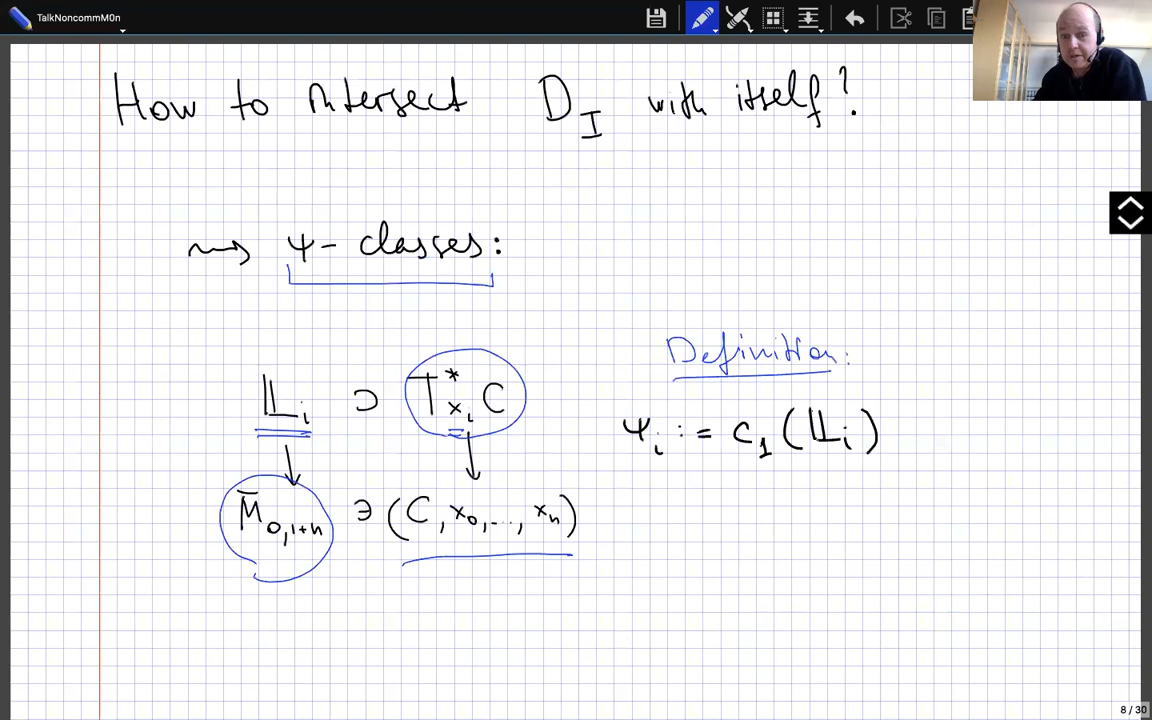 TalkNoncommM0n
How to intersect D_I with itself?
⇝ ψ- classes:
Definition:
𝕃_i ⊃ T^*_{x_i} C
ψ_i := c_1 (𝕃_i)
M̄_{0,1+n} ∋ (C, x_0, ..., x_n)
8 / 30